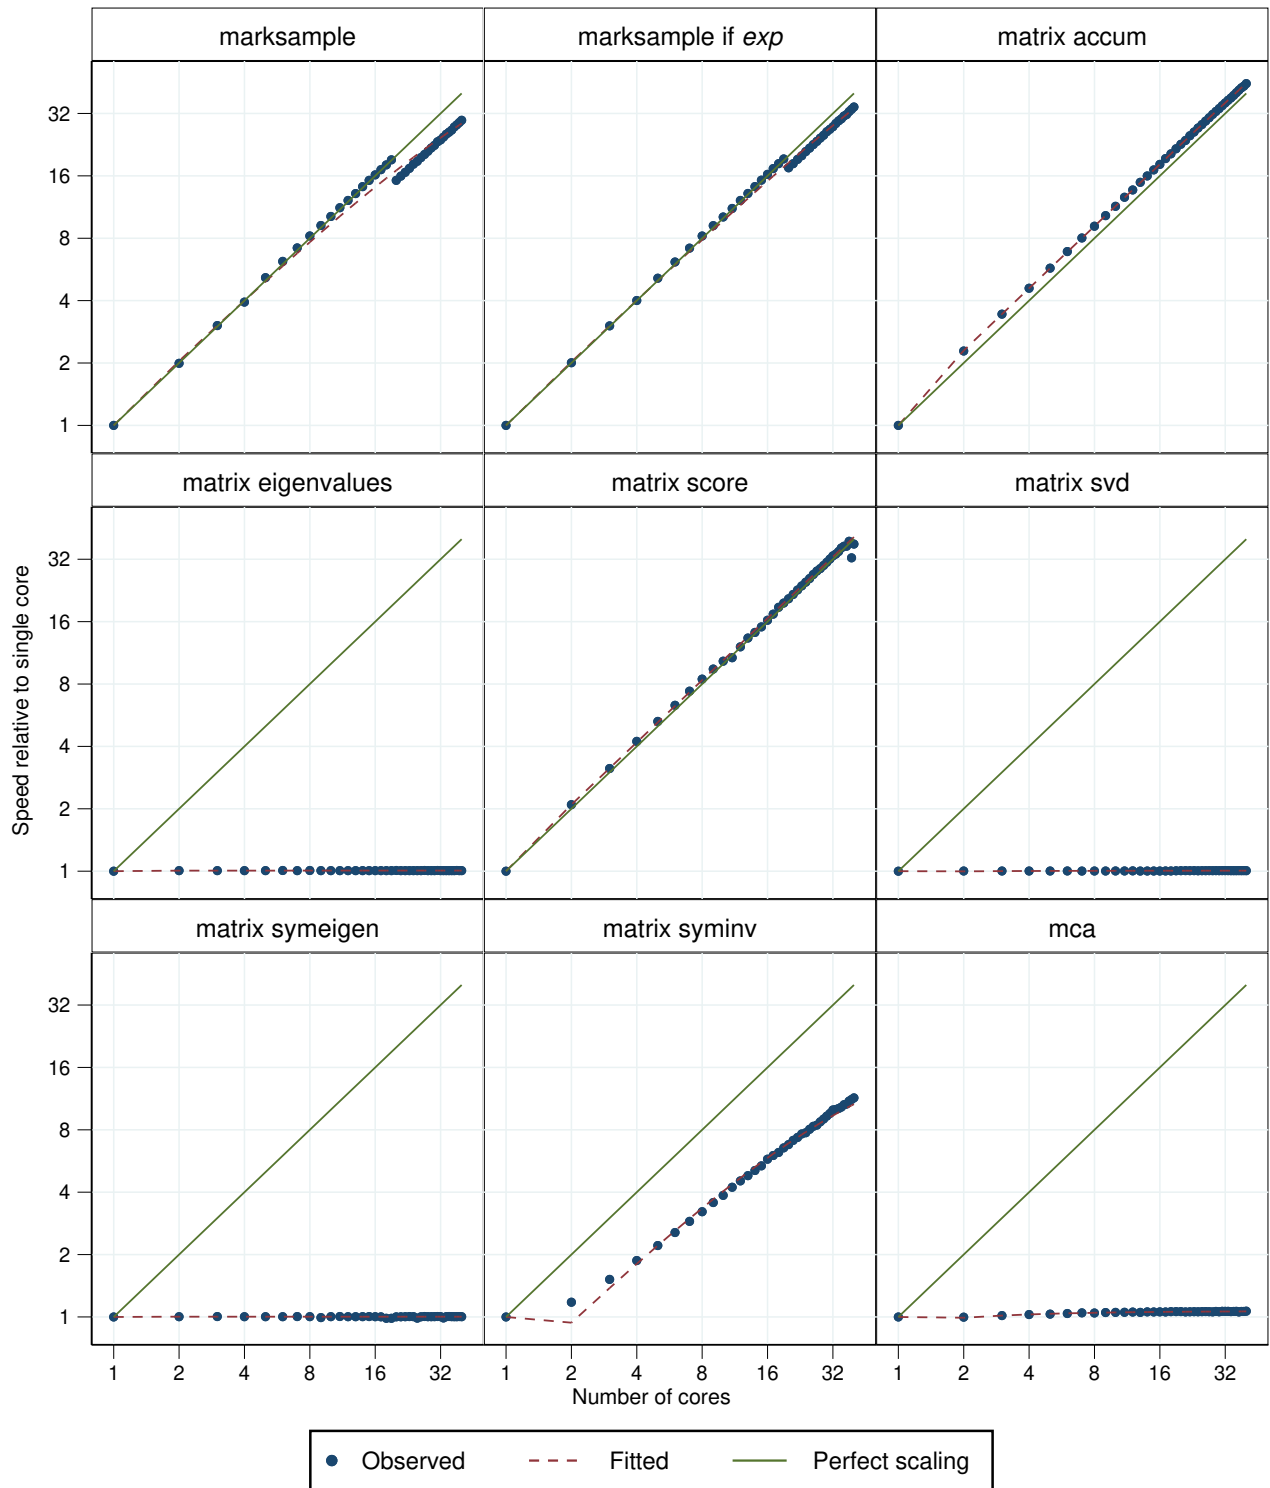 marksample
marksample if exp
matrix accum
32
16
8
4
2
1
matrix eigenvalues
matrix score
matrix svd
32
16
8
4
2
1
Speed relative to single core
matrix symeigen
matrix syminv
mca
32
16
8
4
2
1
1 2 4 8 16 32 1 2 4 8 16 32 1 2 4 8 16 32
Number of cores
Observed Fitted Perfect scaling